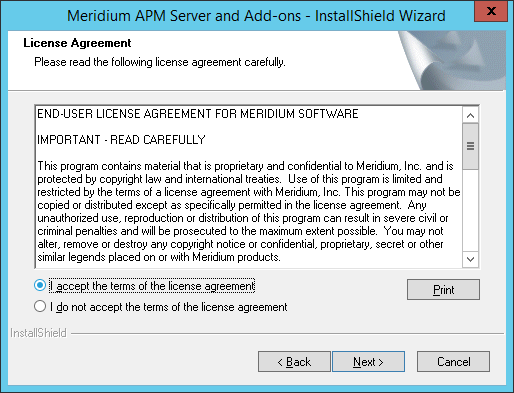 Meridium APM Server and Add-ons - InstallShield Wizard
X
License Agreement
Please read the following license agreement carefully.
END-USER LICENSE AGREEMENT FOR MERIDIUM SOFTWARE
IMPORTANT - READ CAREFULLY
This program contains material that is proprietary and confidential to Meridium, Inc. and is
protected by copyright law and international treaties.  Use of this program is limited and
restricted by the terms of a license agreement with Meridium, Inc. This program may not be
copied or distributed except as specifically permitted in the license agreement.  Any
unauthorized use, reproduction or distribution of this program can result in severe civil or
criminal penalties and will be prosecuted to the maximum extent possible.  You may not
alter, remove or destroy any copyright notice or confidential, proprietary, secret or other
similar legends placed on or with Meridium products.
I accept the terms of the license agreement
Print
I do not accept the terms of the license agreement
InstallShield
< Back
Next >
Cancel